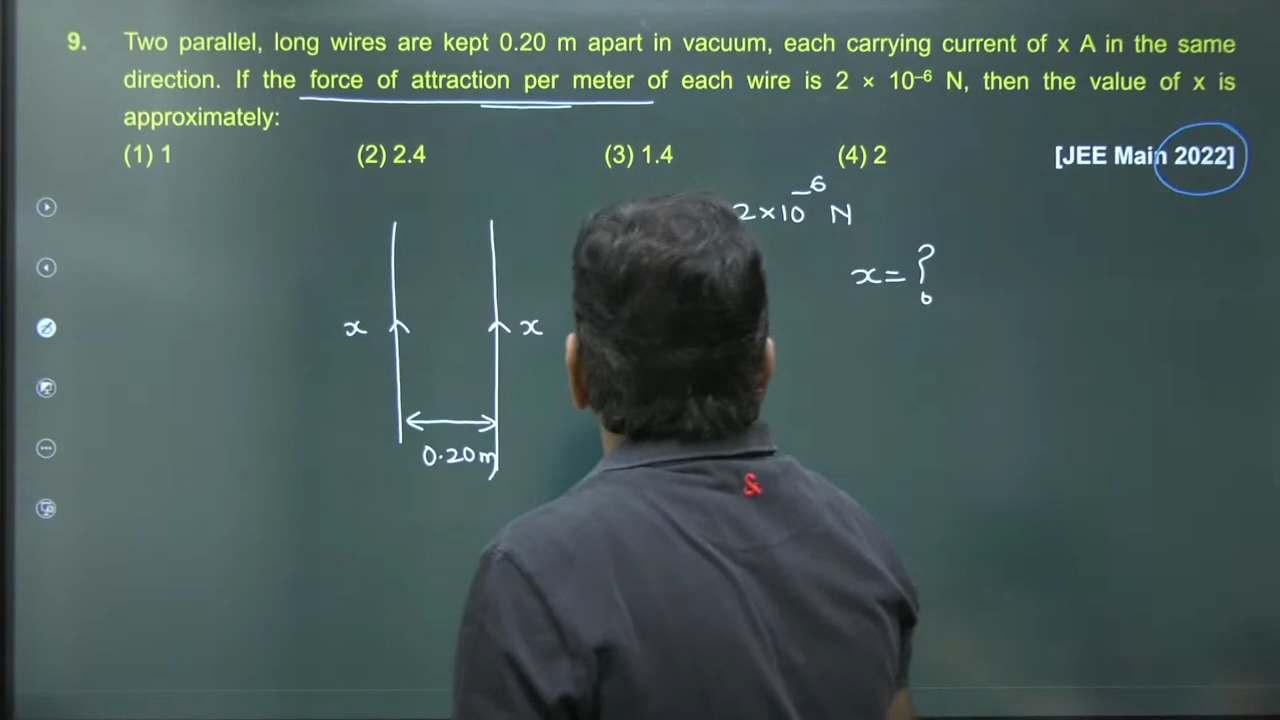 9. Two parallel, long wires are kept 0.20 m apart in vacuum, each carrying current of x A in the same
direction. If the force of attraction per meter of each wire is 2 × 10⁻⁶ N, then the value of x is
approximately:
(1) 1 (2) 2.4 (3) 1.4 (4) 2 [JEE Main 2022]
2×10⁻⁶ N
x=?
x x
0.20m
&